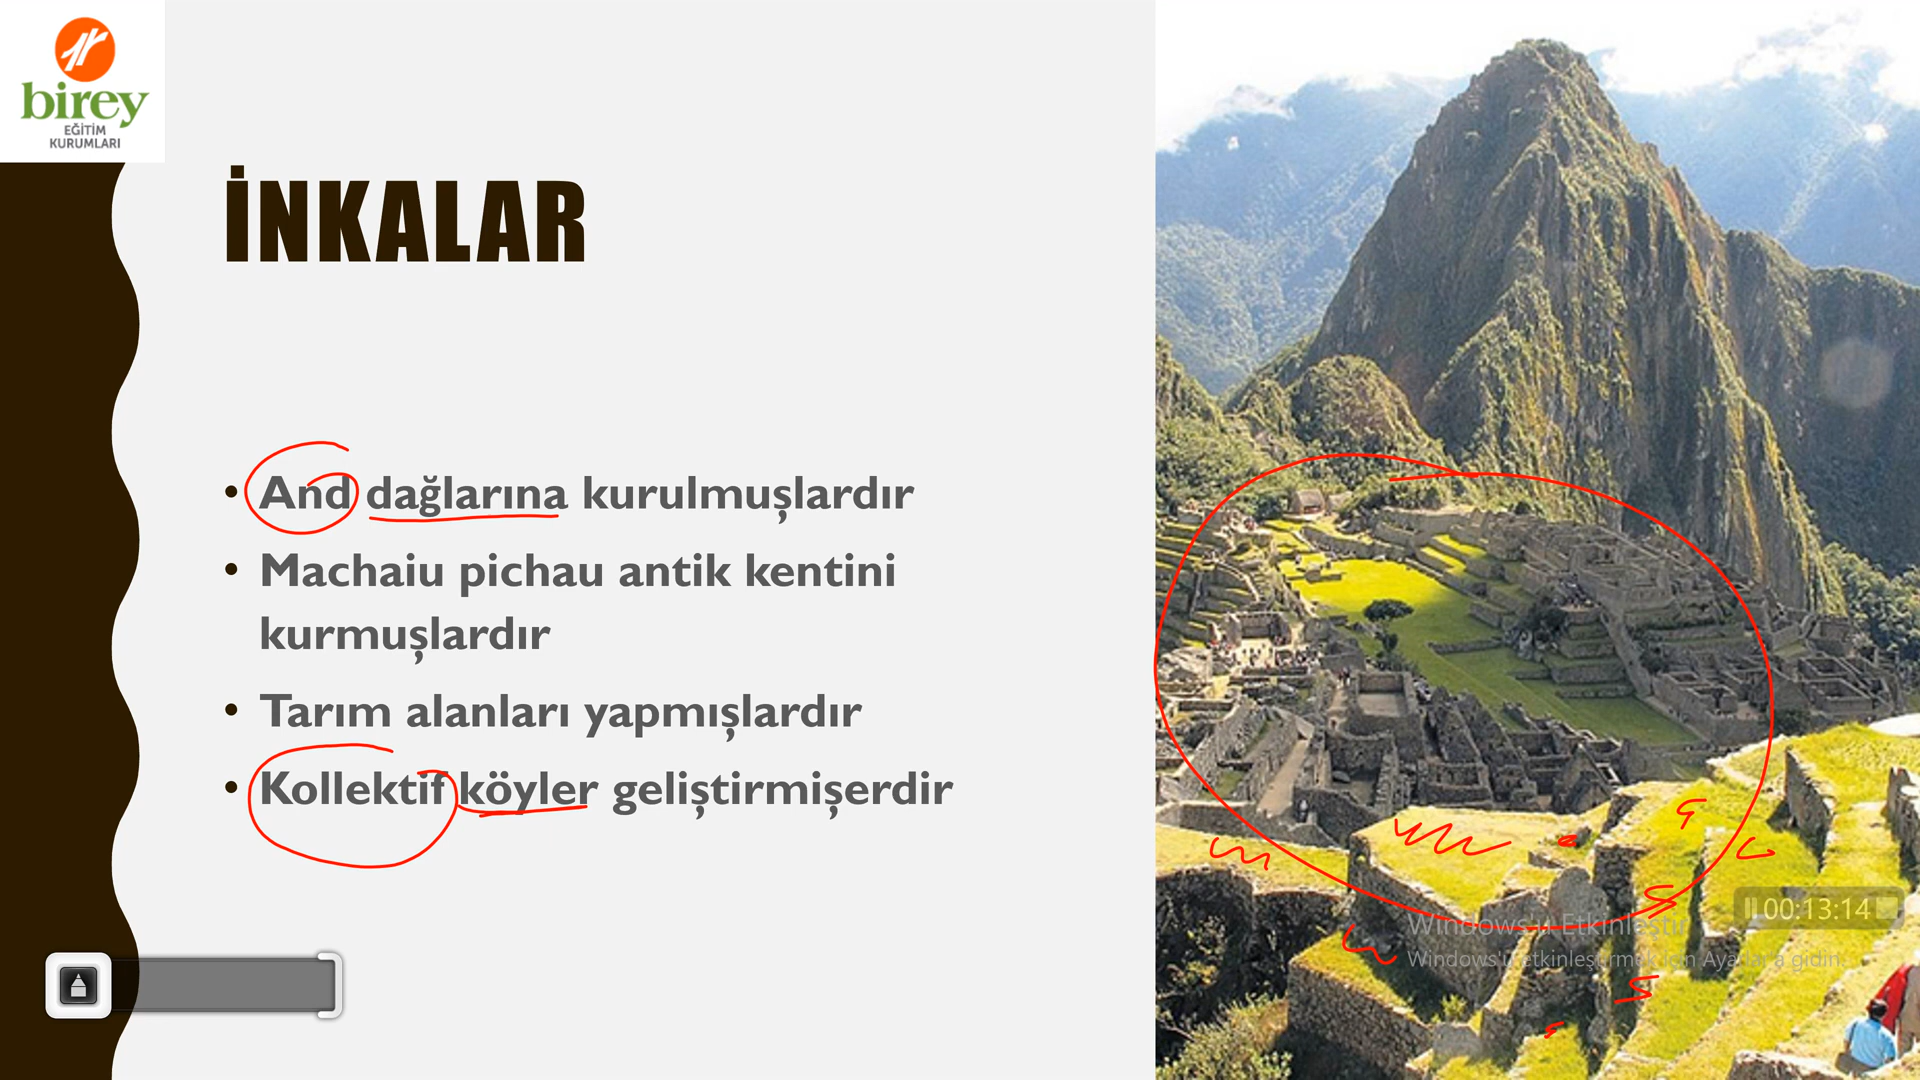 birey
EĞİTİM
KURUMLARI
İNKALAR
• And dağlarına kurulmuşlardır
• Machaiu pichau antik kentini
kurmuşlardır
• Tarım alanları yapmışlardır
• Kollektif köyler geliştirmişerdir
00:13:14
Windows'u Etkinleştir
Windows'u etkinleştirmek için Ayarlar'a gidin.